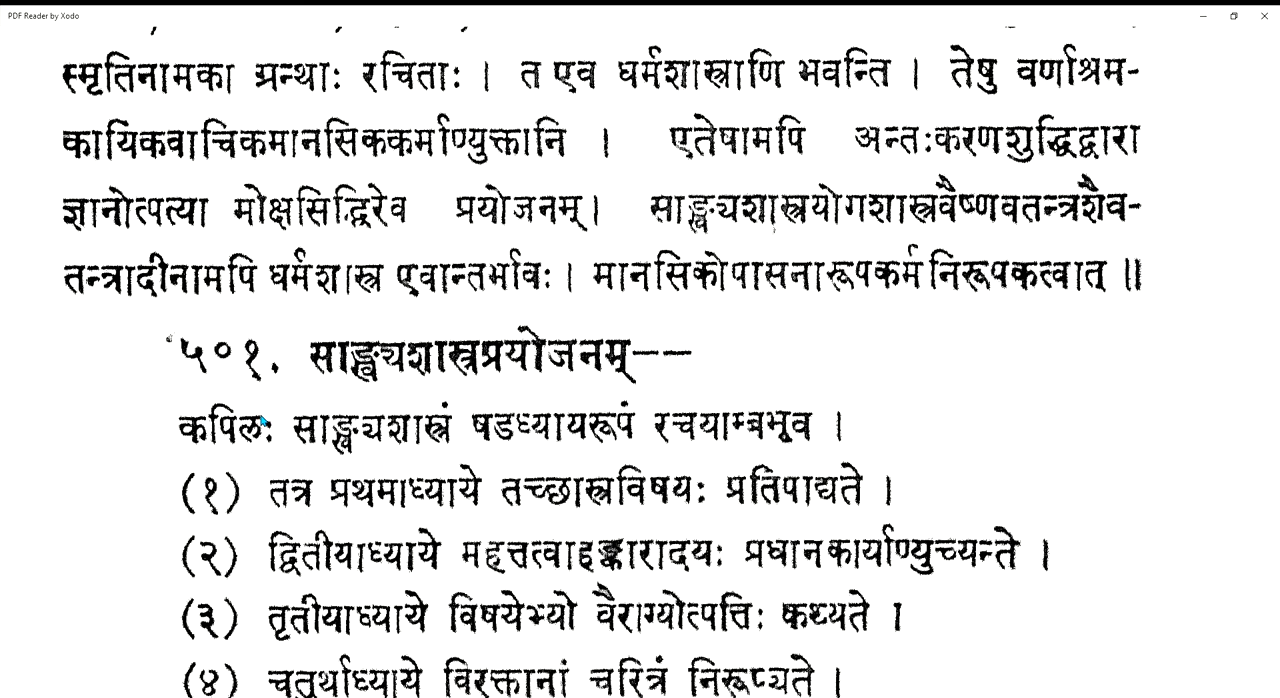 PDF Reader by Xodo
स्मृतिनामका ग्रन्थाः रचिताः । त एव धर्मशास्त्राणि भवन्ति । तेषु वर्णाश्रम-
कायिकवाचिकमानसिककर्माण्युक्तानि । एतेषामपि अन्तःकरणशुद्धिद्वारा
ज्ञानोत्पत्या मोक्षसिद्धिरेव प्रयोजनम् । साङ्ख्यशास्त्रयोगशास्त्रवैष्णवतन्त्रशैव-
तन्त्रादीनामपि धर्मशास्त्र एवान्तर्भावः । मानसिकोपासनारूपकर्मनिरूपकत्वात् ॥
५०१. साङ्ख्यशास्त्रप्रयोजनम्——
कपिलः साङ्ख्यशास्त्रं षडध्यायरूपं रचयाम्बभूव ।
(१) तत्र प्रथमाध्याये तच्छास्त्रविषयः प्रतिपाद्यते ।
(२) द्वितीयाध्याये महत्तत्वाहङ्कारादयः प्रधानकार्याण्युच्यन्ते ।
(३) तृतीयाध्याये विषयेभ्यो वैराग्योत्पत्तिः कथ्यते ।
(४) चतुर्थाध्याये विरक्तानां चरित्रं निरूप्यते ।